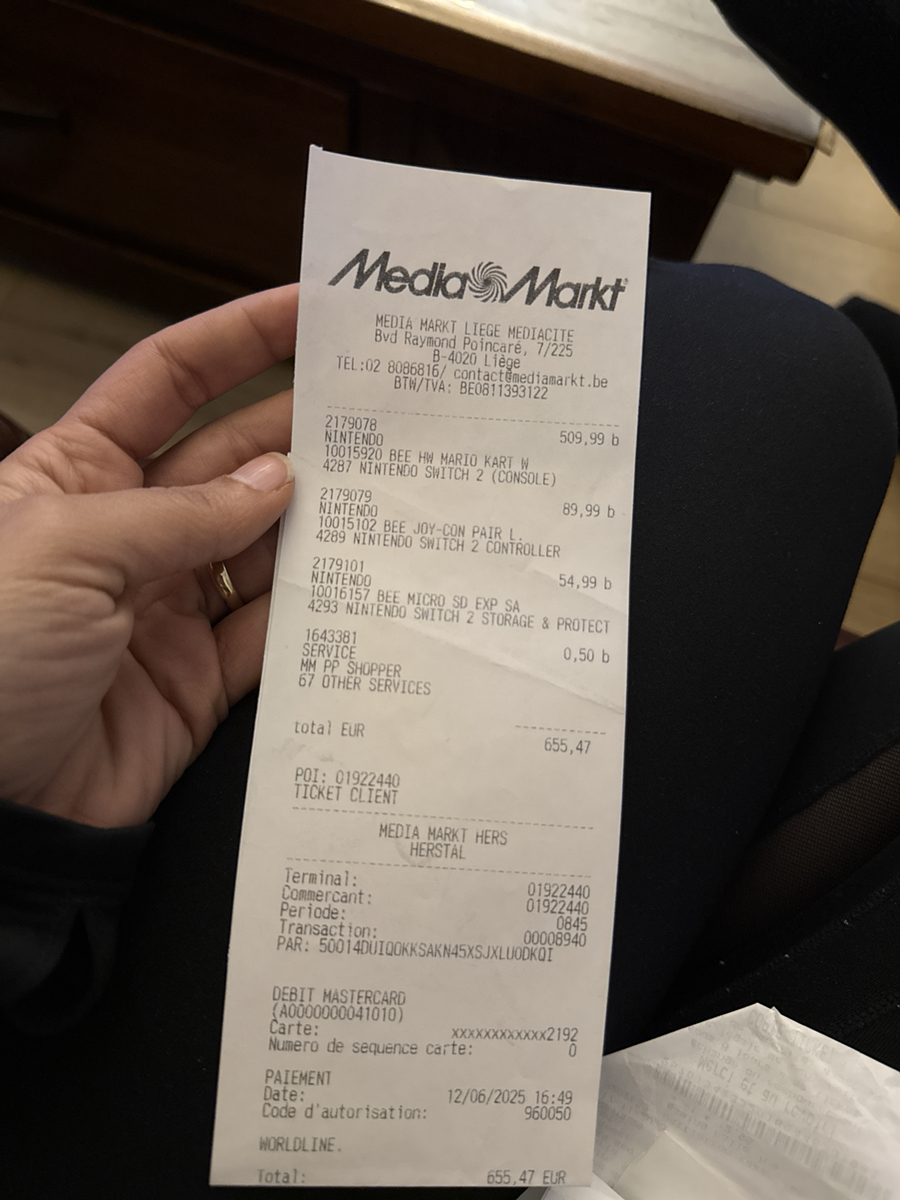 Media Markt
MEDIA MARKT LIEGE MEDIACITE
Bvd Raymond Poincaré, 7/225
B-4020 Liège
TEL:02 8086816/ contact@mediamarkt.be
BTW/TVA: BE0811393122
2179078
NINTENDO 509,99 b
10015920 BEE HW MARIO KART W
4287 NINTENDO SWITCH 2 (CONSOLE)
2179079
NINTENDO 89,99 b
10015102 BEE JOY-CON PAIR L.
4289 NINTENDO SWITCH 2 CONTROLLER
2179101
NINTENDO 54,99 b
10016157 BEE MICRO SD EXP SA
4293 NINTENDO SWITCH 2 STORAGE & PROTECT
1643381
SERVICE 0,50 b
MM PP SHOPPER
67 OTHER SERVICES
total EUR 655,47
POI: 01922440
TICKET CLIENT
MEDIA MARKT HERS
HERSTAL
Terminal: 01922440
Commercant: 01922440
Periode: 0845
Transaction: 00008940
PAR: 50014DUIQOKKSAKN45XSJXLUODKQI
DEBIT MASTERCARD
(A0000000041010)
Carte: xxxxxxxxxxxx2192
Numero de sequence carte: 0
PAIEMENT
Date: 12/06/2025 16:49
Code d'autorisation: 960050
WORLDLINE.
Total: 655,47 EUR